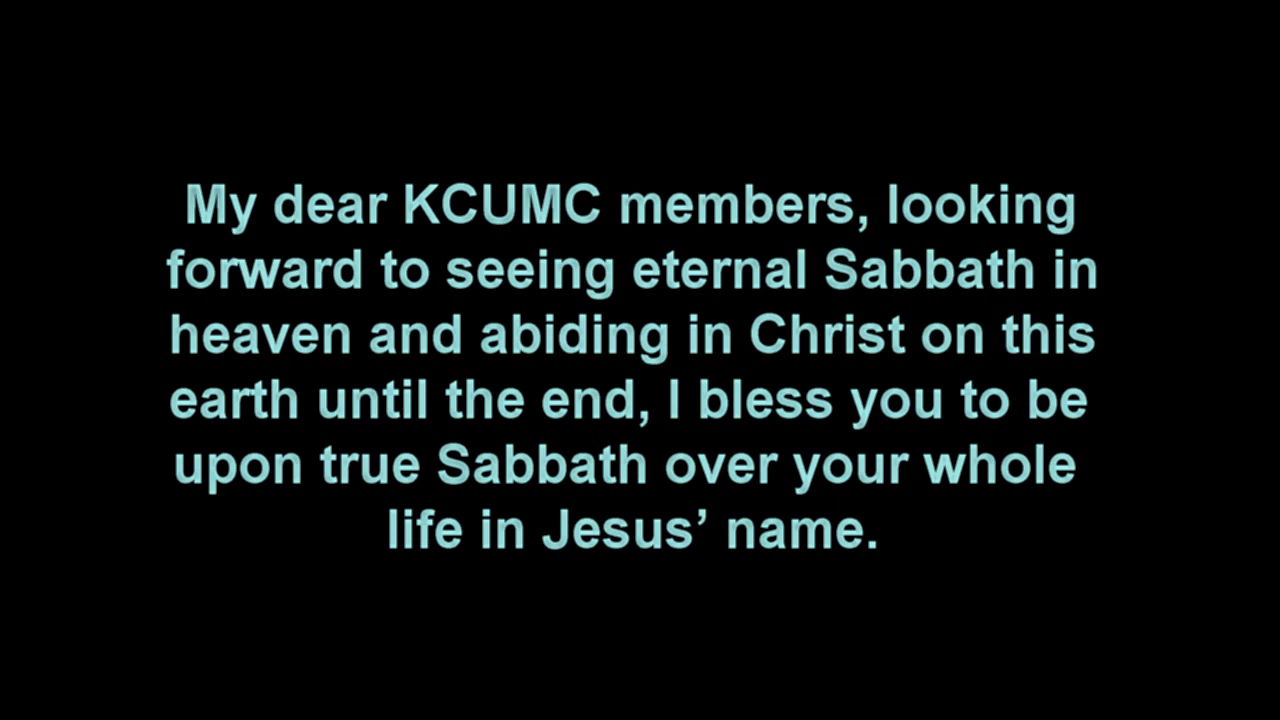 My dear KCUMC members, looking
forward to seeing eternal Sabbath in
heaven and abiding in Christ on this
earth until the end, I bless you to be
upon true Sabbath over your whole
life in Jesus’ name.